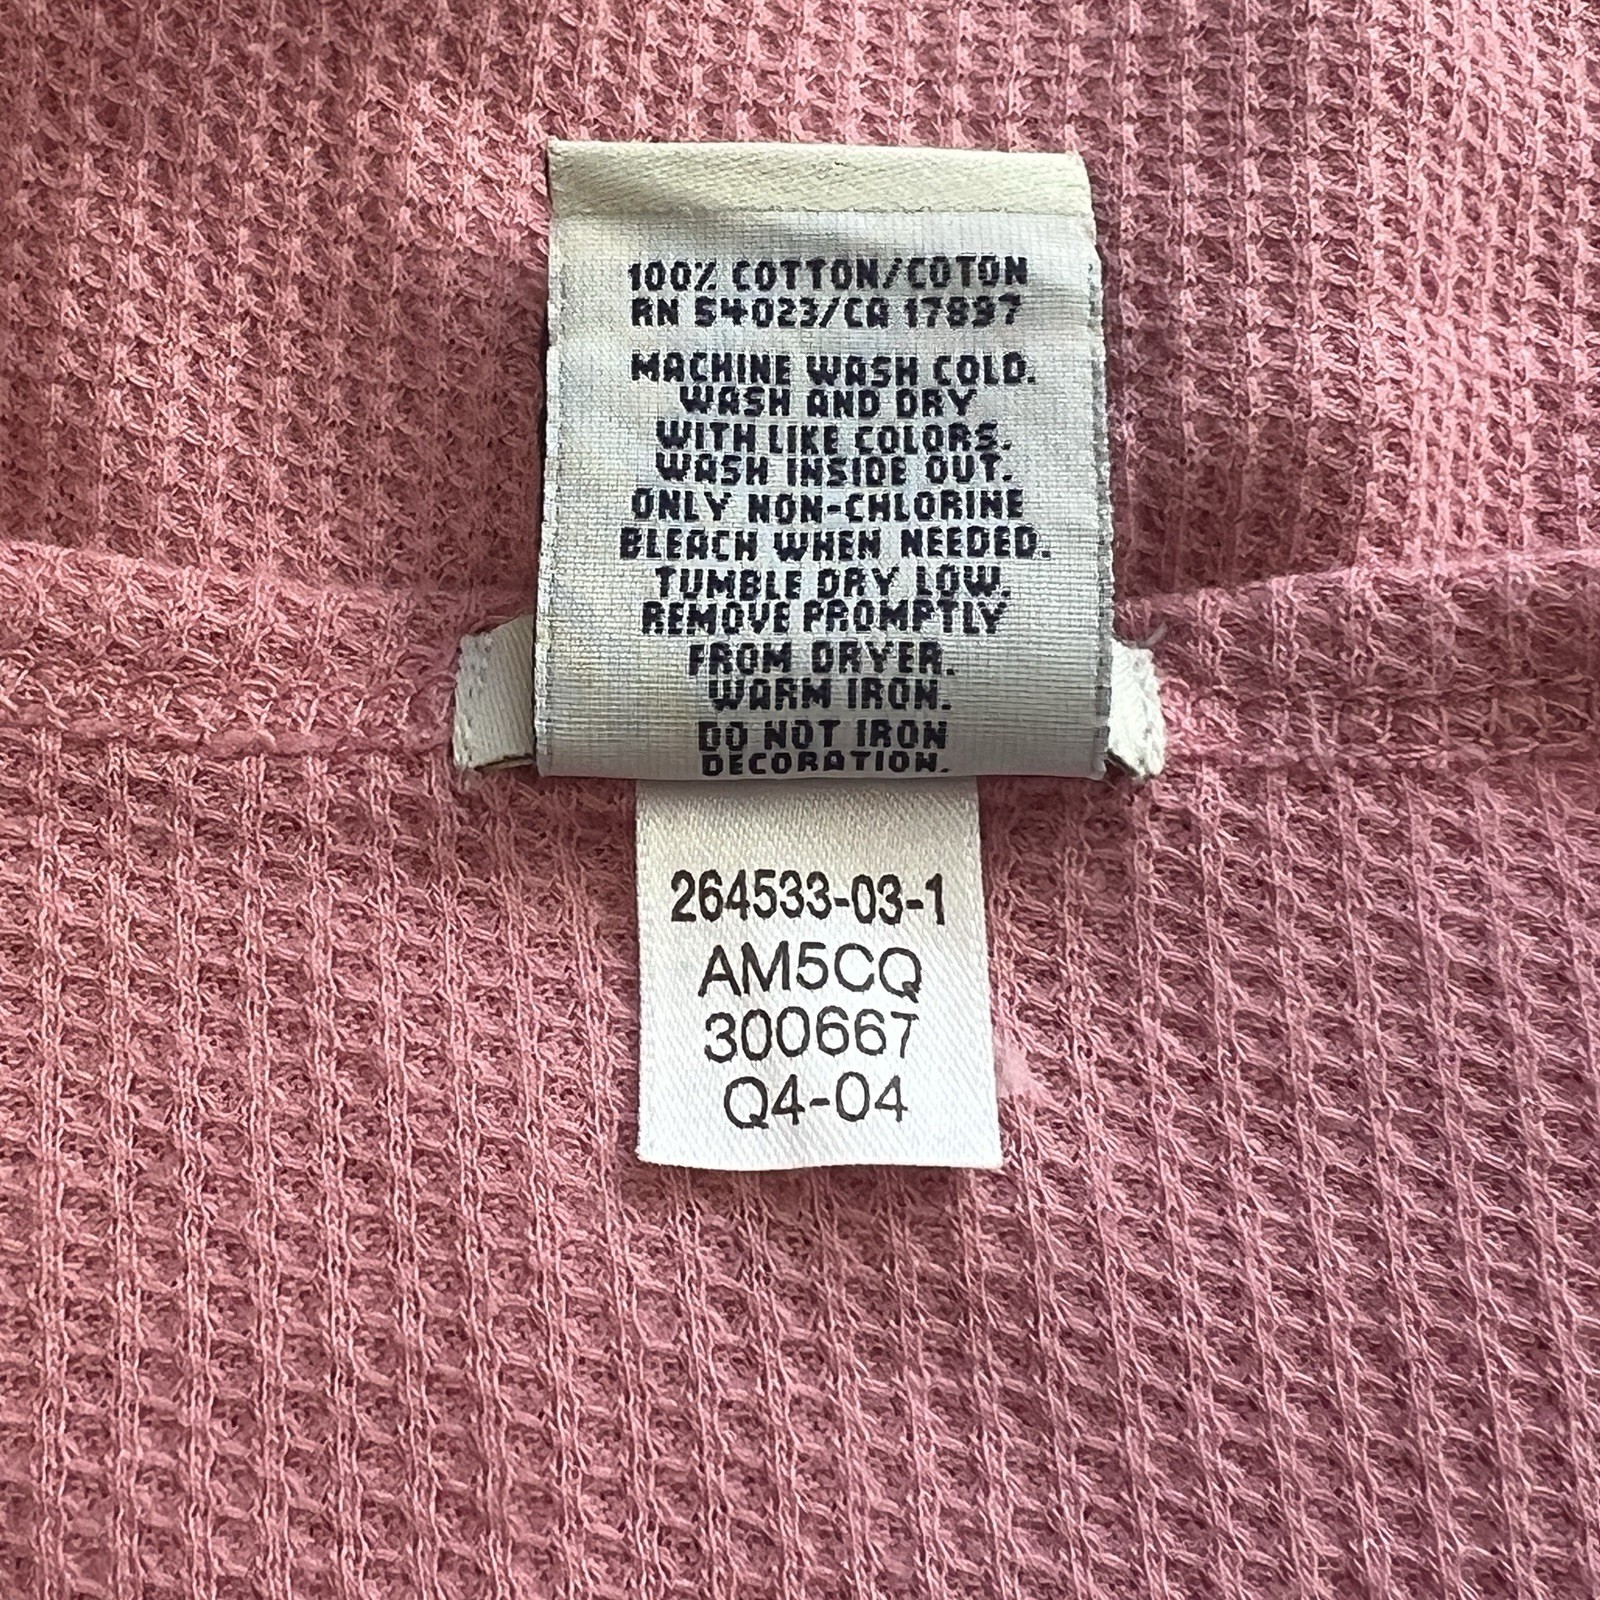 100% COTTON/COTON
RN 54023/CA 17897
MACHINE WASH COLD.
WASH AND DRY
WITH LIKE COLORS.
WASH INSIDE OUT.
ONLY NON-CHLORINE
BLEACH WHEN NEEDED.
TUMBLE DRY LOW.
REMOVE PROMPTLY
FROM DRYER.
WARM IRON.
DO NOT IRON
DECORATION.
264533-03-1
AM5CQ
300667
Q4-04